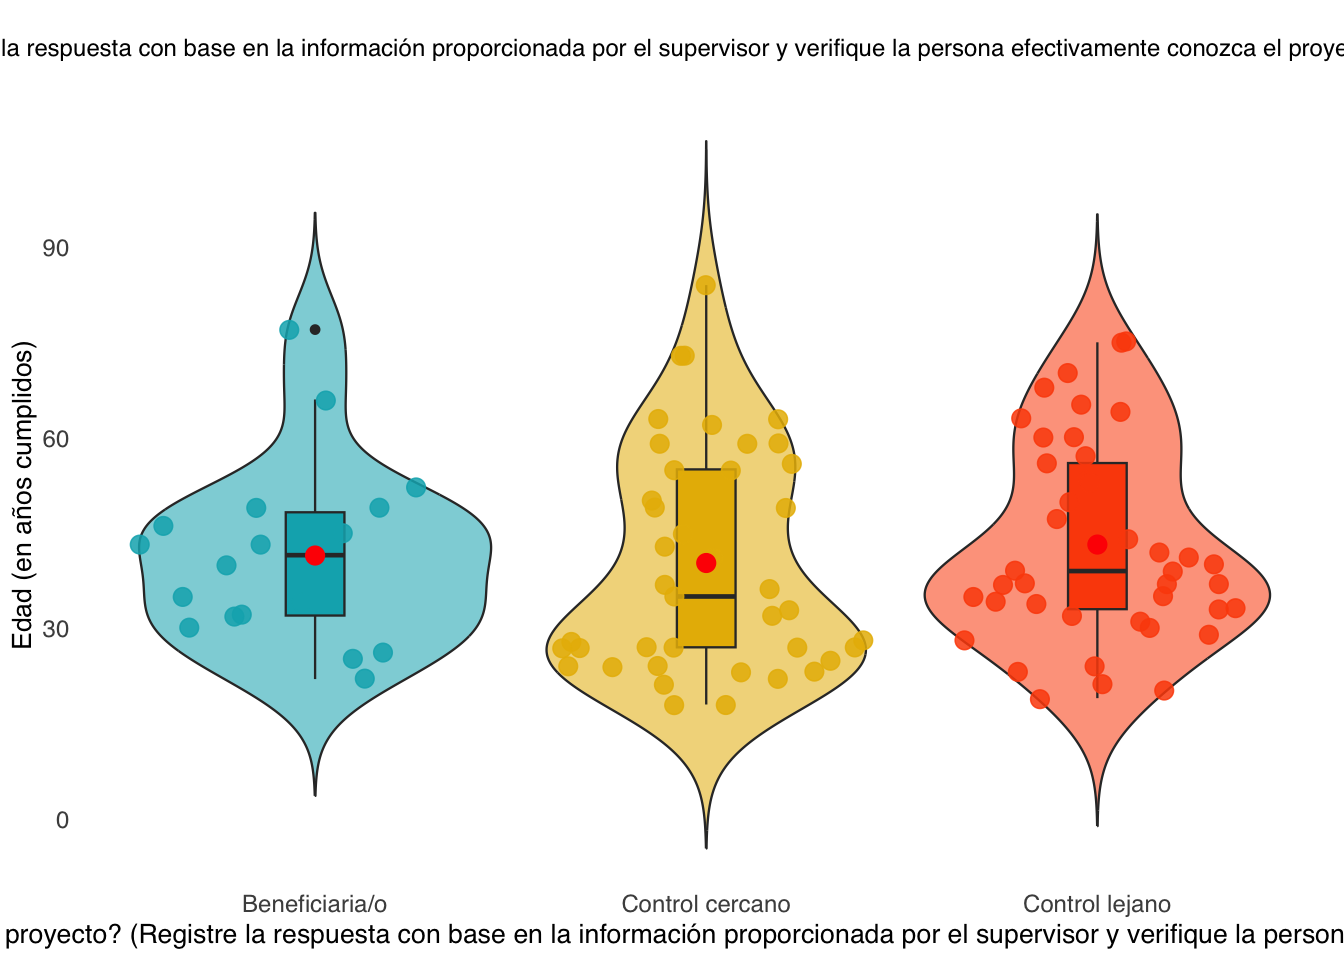 la respuesta con base en la información proporcionada por el supervisor y verifique la persona efectivamente conozca el proye
Edad (en años cumplidos)
90
60
30
0
Beneficiaria/o
Control cercano
Control lejano
proyecto? (Registre la respuesta con base en la información proporcionada por el supervisor y verifique la person